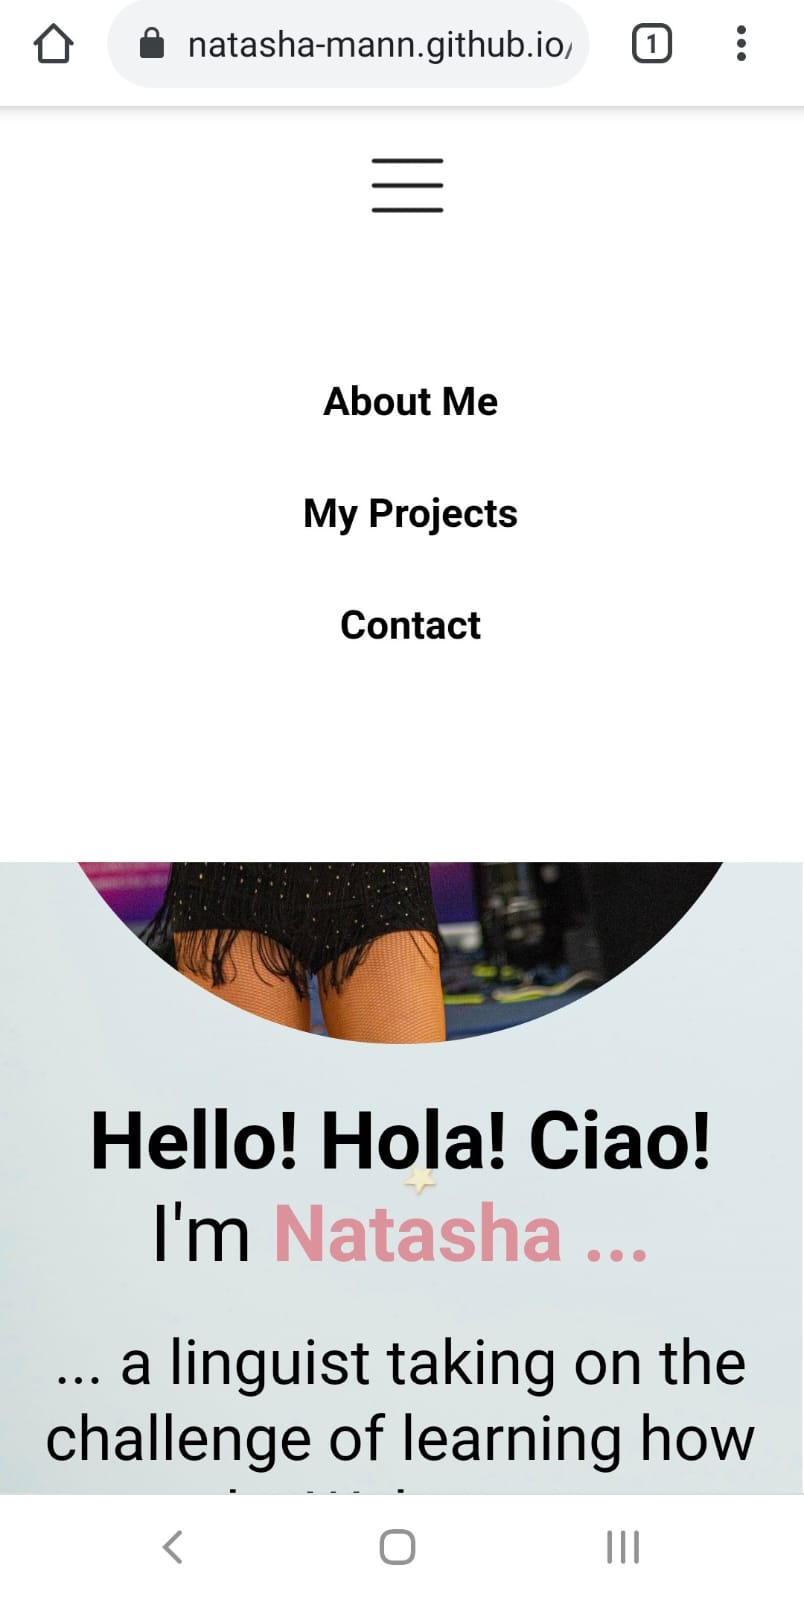 natasha-mann.github.io/
1
About Me
My Projects
Contact
Hello! Hola! Ciao!
I'm Natasha ...
... a linguist taking on the
challenge of learning how